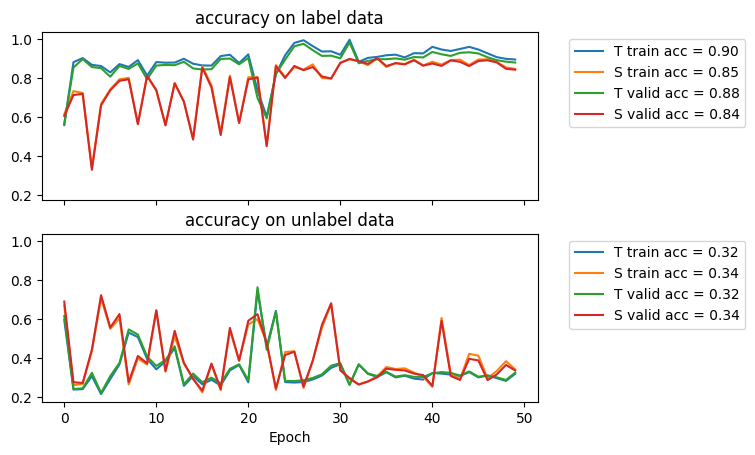 accuracy on label data
1.0
0.8
0.6
0.4
0.2
T train acc = 0.90
S train acc = 0.85
T valid acc = 0.88
S valid acc = 0.84
accuracy on unlabel data
1.0
0.8
0.6
0.4
0.2
T train acc = 0.32
S train acc = 0.34
T valid acc = 0.32
S valid acc = 0.34
0 10 20 30 40 50
Epoch